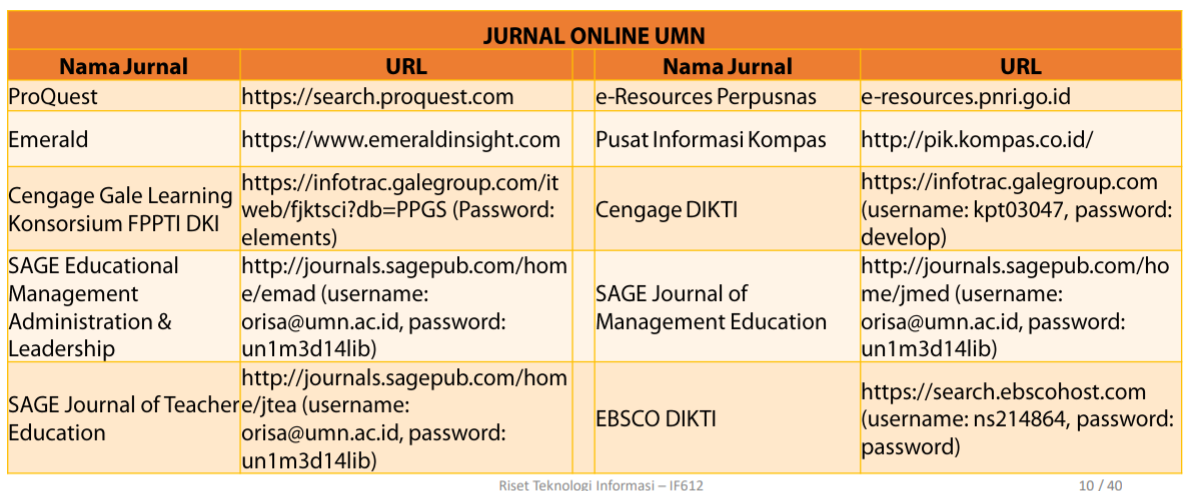 JURNAL ONLINE UMN
Nama Jurnal URL Nama Jurnal URL
ProQuest https://search.proquest.com e-Resources Perpusnas e-resources.pnri.go.id
Emerald https://www.emeraldinsight.com Pusat Informasi Kompas http://pik.kompas.co.id/
Cengage Gale Learning
Konsorsium FPPTI DKI
https://infotrac.galegroup.com/it
web/fjktsci?db=PPGS (Password:
elements)
Cengage DIKTI
https://infotrac.galegroup.com
(username: kpt03047, password:
develop)
SAGE Educational
Management
Administration &
Leadership
http://journals.sagepub.com/hom
e/emad (username:
orisa@umn.ac.id, password:
un1m3d14lib)
SAGE Journal of
Management Education
http://journals.sagepub.com/ho
me/jmed (username:
orisa@umn.ac.id, password:
un1m3d14lib)
SAGE Journal of Teacher
Education
http://journals.sagepub.com/hom
e/jtea (username:
orisa@umn.ac.id, password:
un1m3d14lib)
EBSCO DIKTI
https://search.ebscohost.com
(username: ns214864, password:
password)
Riset Teknologi Informasi – IF612
10 / 40